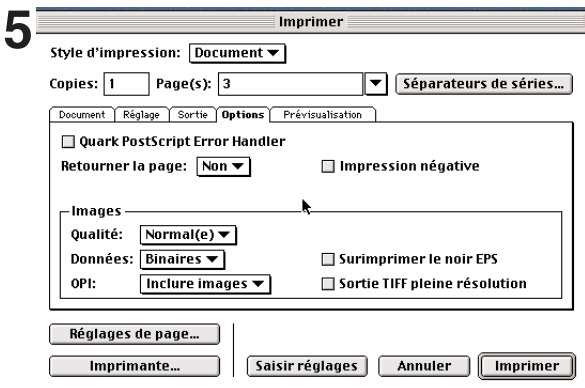 5
Imprimer
Style d'impression: Document
Copies: 1 Page(s): 3 Séparateurs de séries...
Document Réglage Sortie Options Prévisualisation
Quark PostScript Error Handler
Retourner la page: Non Impression négative
Images
Qualité: Normal(e)
Données: Binaires Surimprimer le noir EPS
OPI: Inclure images Sortie TIFF pleine résolution
Réglages de page...
Imprimante... Saisir réglages Annuler Imprimer